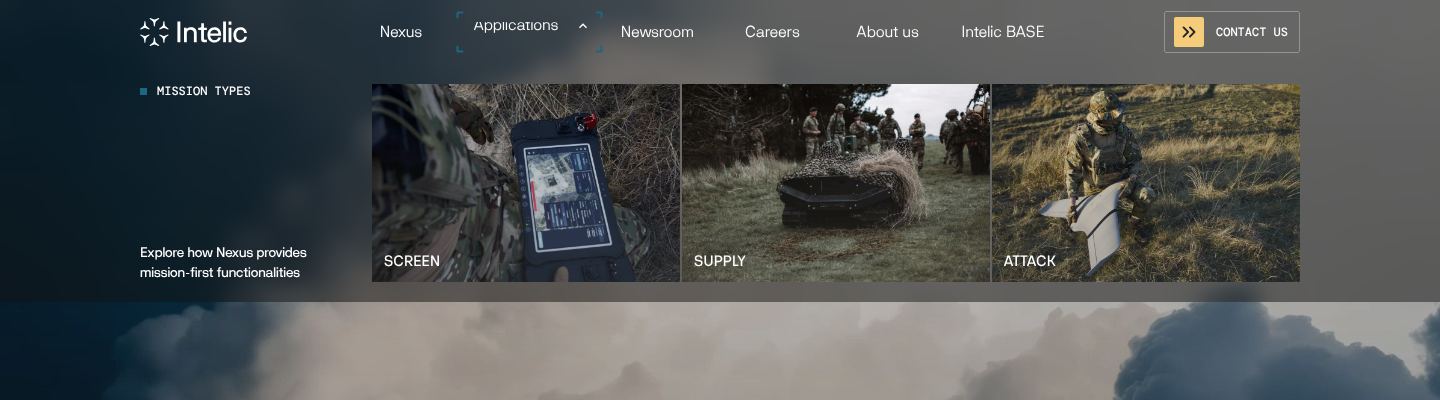 Intelic
Nexus
Applications
Newsroom
Careers
About us
Intelic BASE
CONTACT US
MISSION TYPES
Explore how Nexus provides
mission-first functionalities
SCREEN
SUPPLY
ATTACK